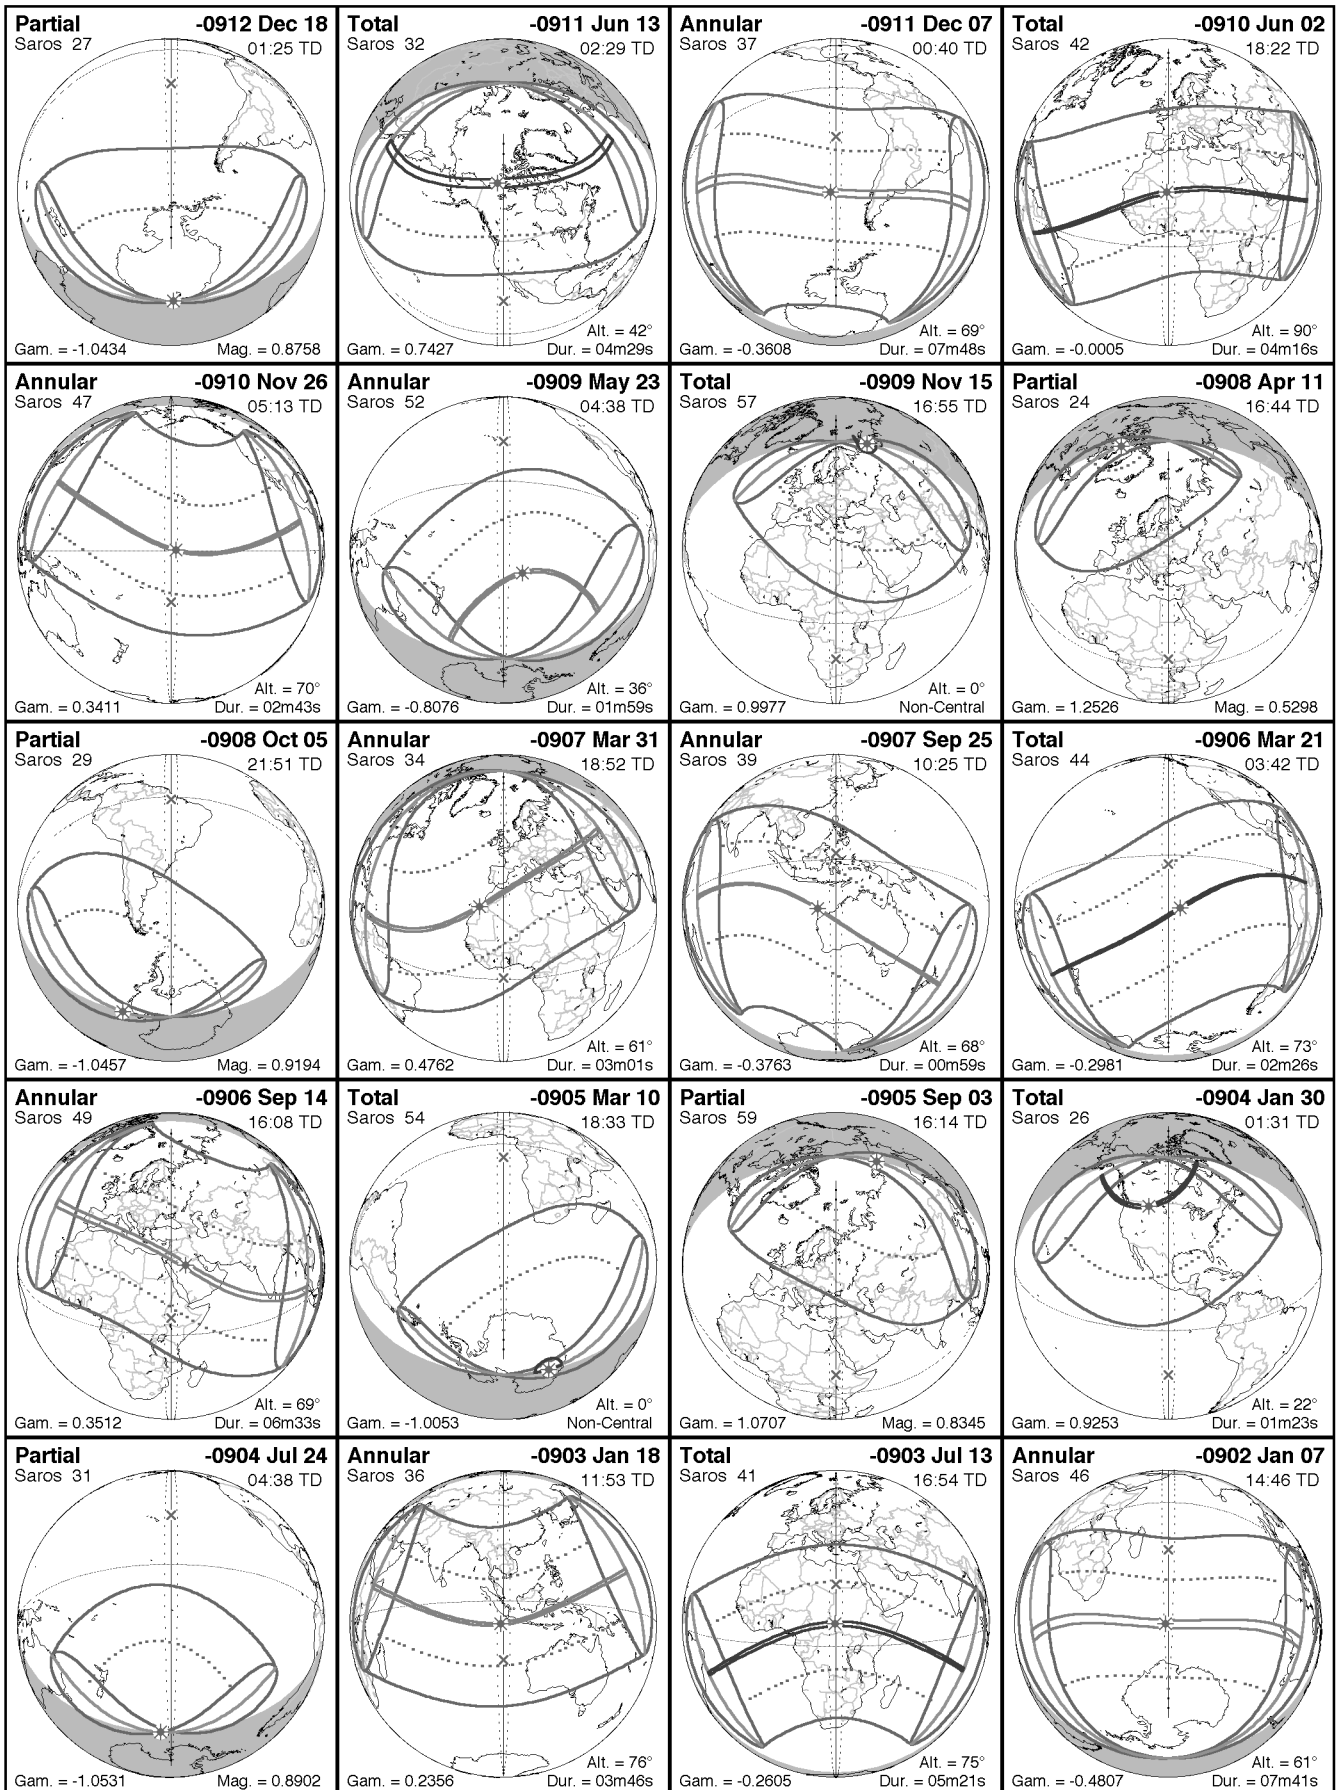 Partial -0912 Dec 18
Saros 27 01:25 TD
Gam. = -1.0434 Mag. = 0.8758
Total -0911 Jun 13
Saros 32 02:29 TD
Alt. = 42°
Gam. = 0.7427 Dur. = 04m29s
Annular -0911 Dec 07
Saros 37 00:40 TD
Alt. = 69°
Gam. = -0.3608 Dur. = 07m48s
Total -0910 Jun 02
Saros 42 18:22 TD
Alt. = 90°
Gam. = -0.0005 Dur. = 04m16s
Annular -0910 Nov 26
Saros 47 05:13 TD
Alt. = 70°
Gam. = 0.3411 Dur. = 02m43s
Annular -0909 May 23
Saros 52 04:38 TD
Alt. = 36°
Gam. = -0.8076 Dur. = 01m59s
Total -0909 Nov 15
Saros 57 16:55 TD
Alt. = 0°
Gam. = 0.9977 Non-Central
Partial -0908 Apr 11
Saros 24 16:44 TD
Gam. = 1.2526 Mag. = 0.5298
Partial -0908 Oct 05
Saros 29 21:51 TD
Gam. = -1.0457 Mag. = 0.9194
Annular -0907 Mar 31
Saros 34 18:52 TD
Alt. = 61°
Gam. = 0.4762 Dur. = 03m01s
Annular -0907 Sep 25
Saros 39 10:25 TD
Alt. = 68°
Gam. = -0.3763 Dur. = 00m59s
Total -0906 Mar 21
Saros 44 03:42 TD
Alt. = 73°
Gam. = -0.2981 Dur. = 02m26s
Annular -0906 Sep 14
Saros 49 16:08 TD
Alt. = 69°
Gam. = 0.3512 Dur. = 06m33s
Total -0905 Mar 10
Saros 54 18:33 TD
Alt. = 0°
Gam. = -1.0053 Non-Central
Partial -0905 Sep 03
Saros 59 16:14 TD
Gam. = 1.0707 Mag. = 0.8345
Total -0904 Jan 30
Saros 26 01:31 TD
Alt. = 22°
Gam. = 0.9253 Dur. = 01m23s
Partial -0904 Jul 24
Saros 31 04:38 TD
Gam. = -1.0531 Mag. = 0.8902
Annular -0903 Jan 18
Saros 36 11:53 TD
Alt. = 76°
Gam. = 0.2356 Dur. = 03m46s
Total -0903 Jul 13
Saros 41 16:54 TD
Alt. = 75°
Gam. = -0.2605 Dur. = 05m21s
Annular -0902 Jan 07
Saros 46 14:46 TD
Alt. = 61°
Gam. = -0.4807 Dur. = 07m41s